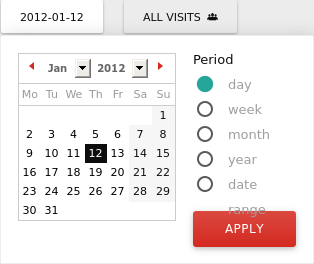 2012-01-12
ALL VISITS
Jan 2012
Mo Tu We Th Fr Sa Su
1
2 3 4 5 6 7 8
9 10 11 12 13 14 15
16 17 18 19 20 21 22
23 24 25 26 27 28 29
30 31
Period
day
week
month
year
date
range
APPLY